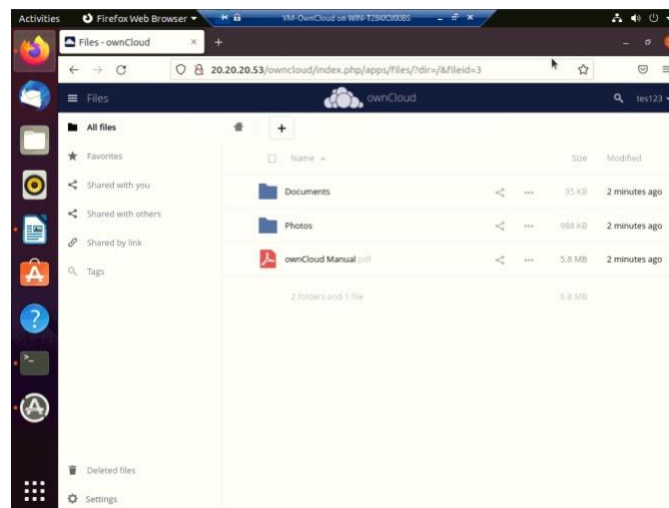 Activities Firefox Web Browser
Files - ownCloud
20.20.20.53/owncloud/index.php/apps/files/?dir=/&fileid=3
Files ownCloud tes123
All files
Name Size Modified
Favorites
Shared with you
Documents 35 KB 2 minutes ago
Shared with others
Photos 988 KB 2 minutes ago
Shared by link
ownCloud Manual.pdf 5.8 MB 2 minutes ago
Tags
2 folders and 1 file 6.8 MB
Deleted files
Settings